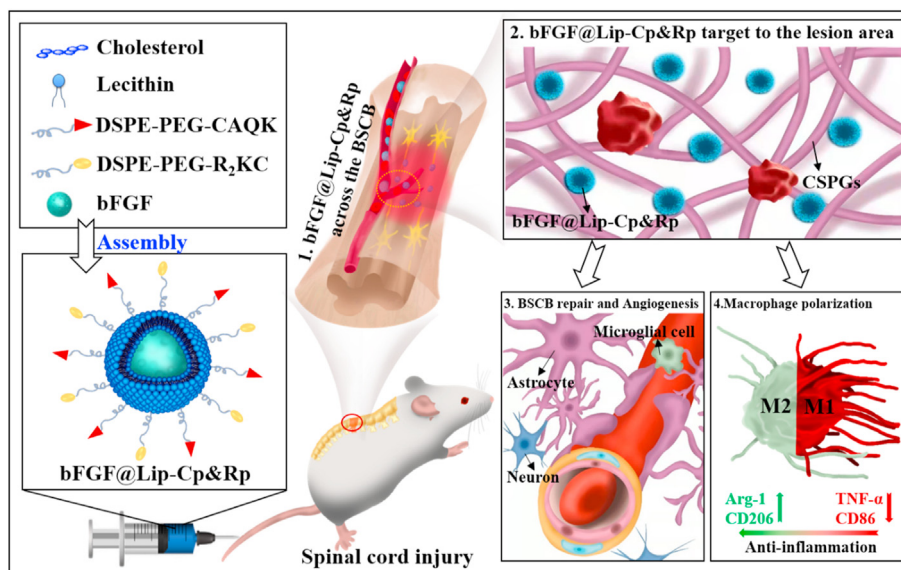 Cholesterol
Lecithin
DSPE-PEG-CAQK
DSPE-PEG-R₂KC
bFGF
Assembly
bFGF@Lip-Cp&Rp
1. bFGF@Lip-Cp&Rp
across the BSCB
Spinal cord injury
2. bFGF@Lip-Cp&Rp target to the lesion area
CSPGs
bFGF@Lip-Cp&Rp
3. BSCB repair and Angiogenesis
Microglial cell
Astrocyte
Neuron
4.Macrophage polarization
M2 M1
Arg-1 TNF-α
CD206 CD86
Anti-inflammation